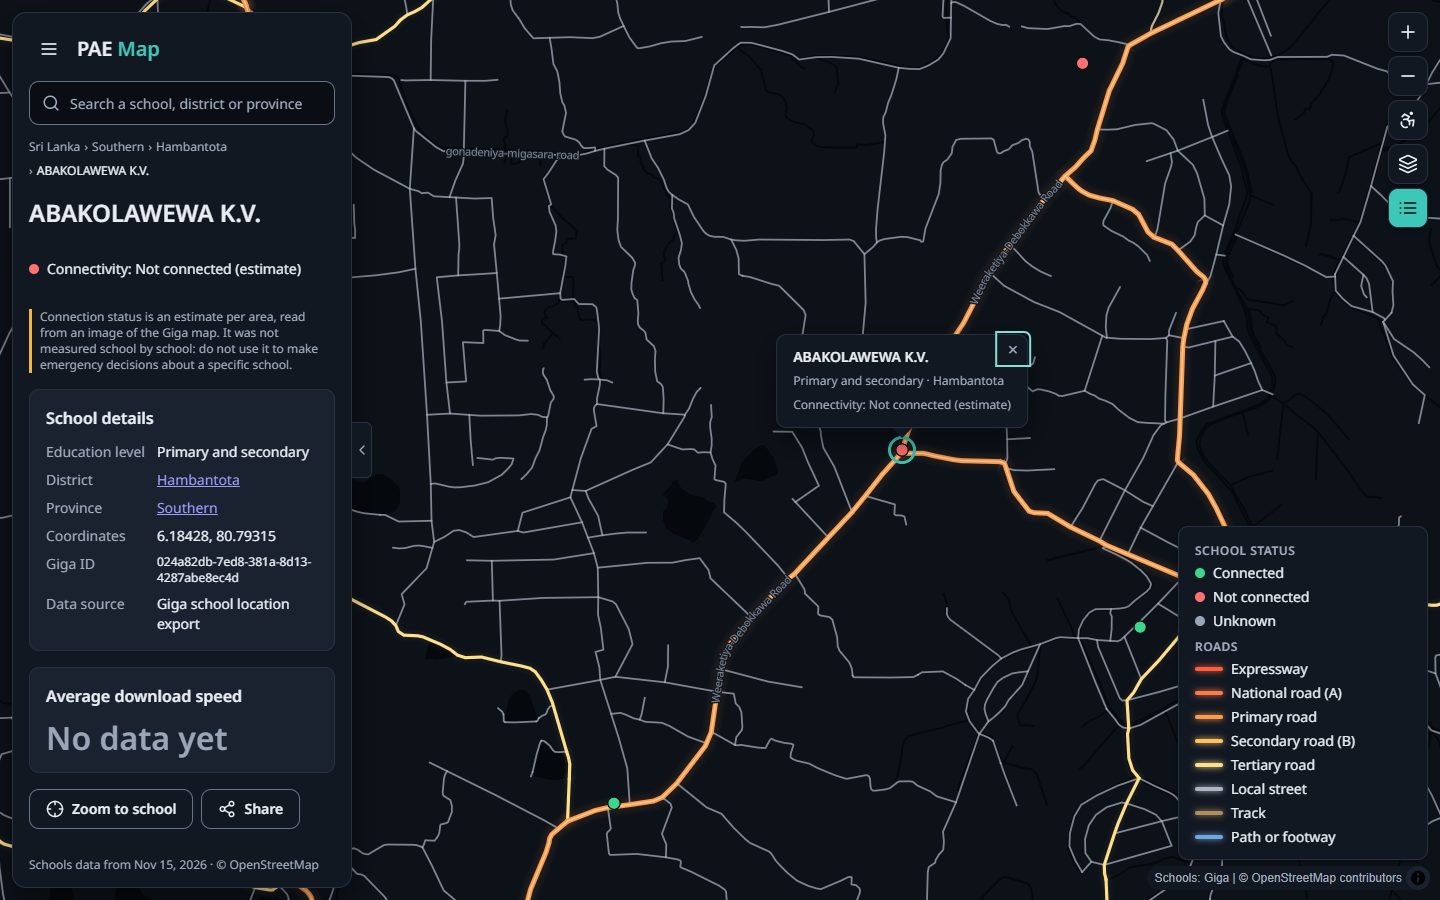 PAE Map
Search a school, district or province
Sri Lanka › Southern › Hambantota
› ABAKOLAWEWA K.V.
ABAKOLAWEWA K.V.
Connectivity: Not connected (estimate)
Connection status is an estimate per area, read
from an image of the Giga map. It was not
measured school by school: do not use it to make
emergency decisions about a specific school.
School details
Education level Primary and secondary
District Hambantota
Province Southern
Coordinates 6.18428, 80.79315
Giga ID 024a82db-7ed8-381a-8d13-
4287abe8ec4d
Data source Giga school location
export
Average download speed
No data yet
Zoom to school Share
Schools data from Nov 15, 2026 · © OpenStreetMap
gonadeniya-migasara-road
Weeraketiya-Debokkawa Road
ABAKOLAWEWA K.V.
Primary and secondary · Hambantota
Connectivity: Not connected (estimate)
Weeraketiya-Debokkawa Road
SCHOOL STATUS
Connected
Not connected
Unknown
ROADS
Expressway
National road (A)
Primary road
Secondary road (B)
Tertiary road
Local street
Track
Path or footway
Schools: Giga | © OpenStreetMap contributors